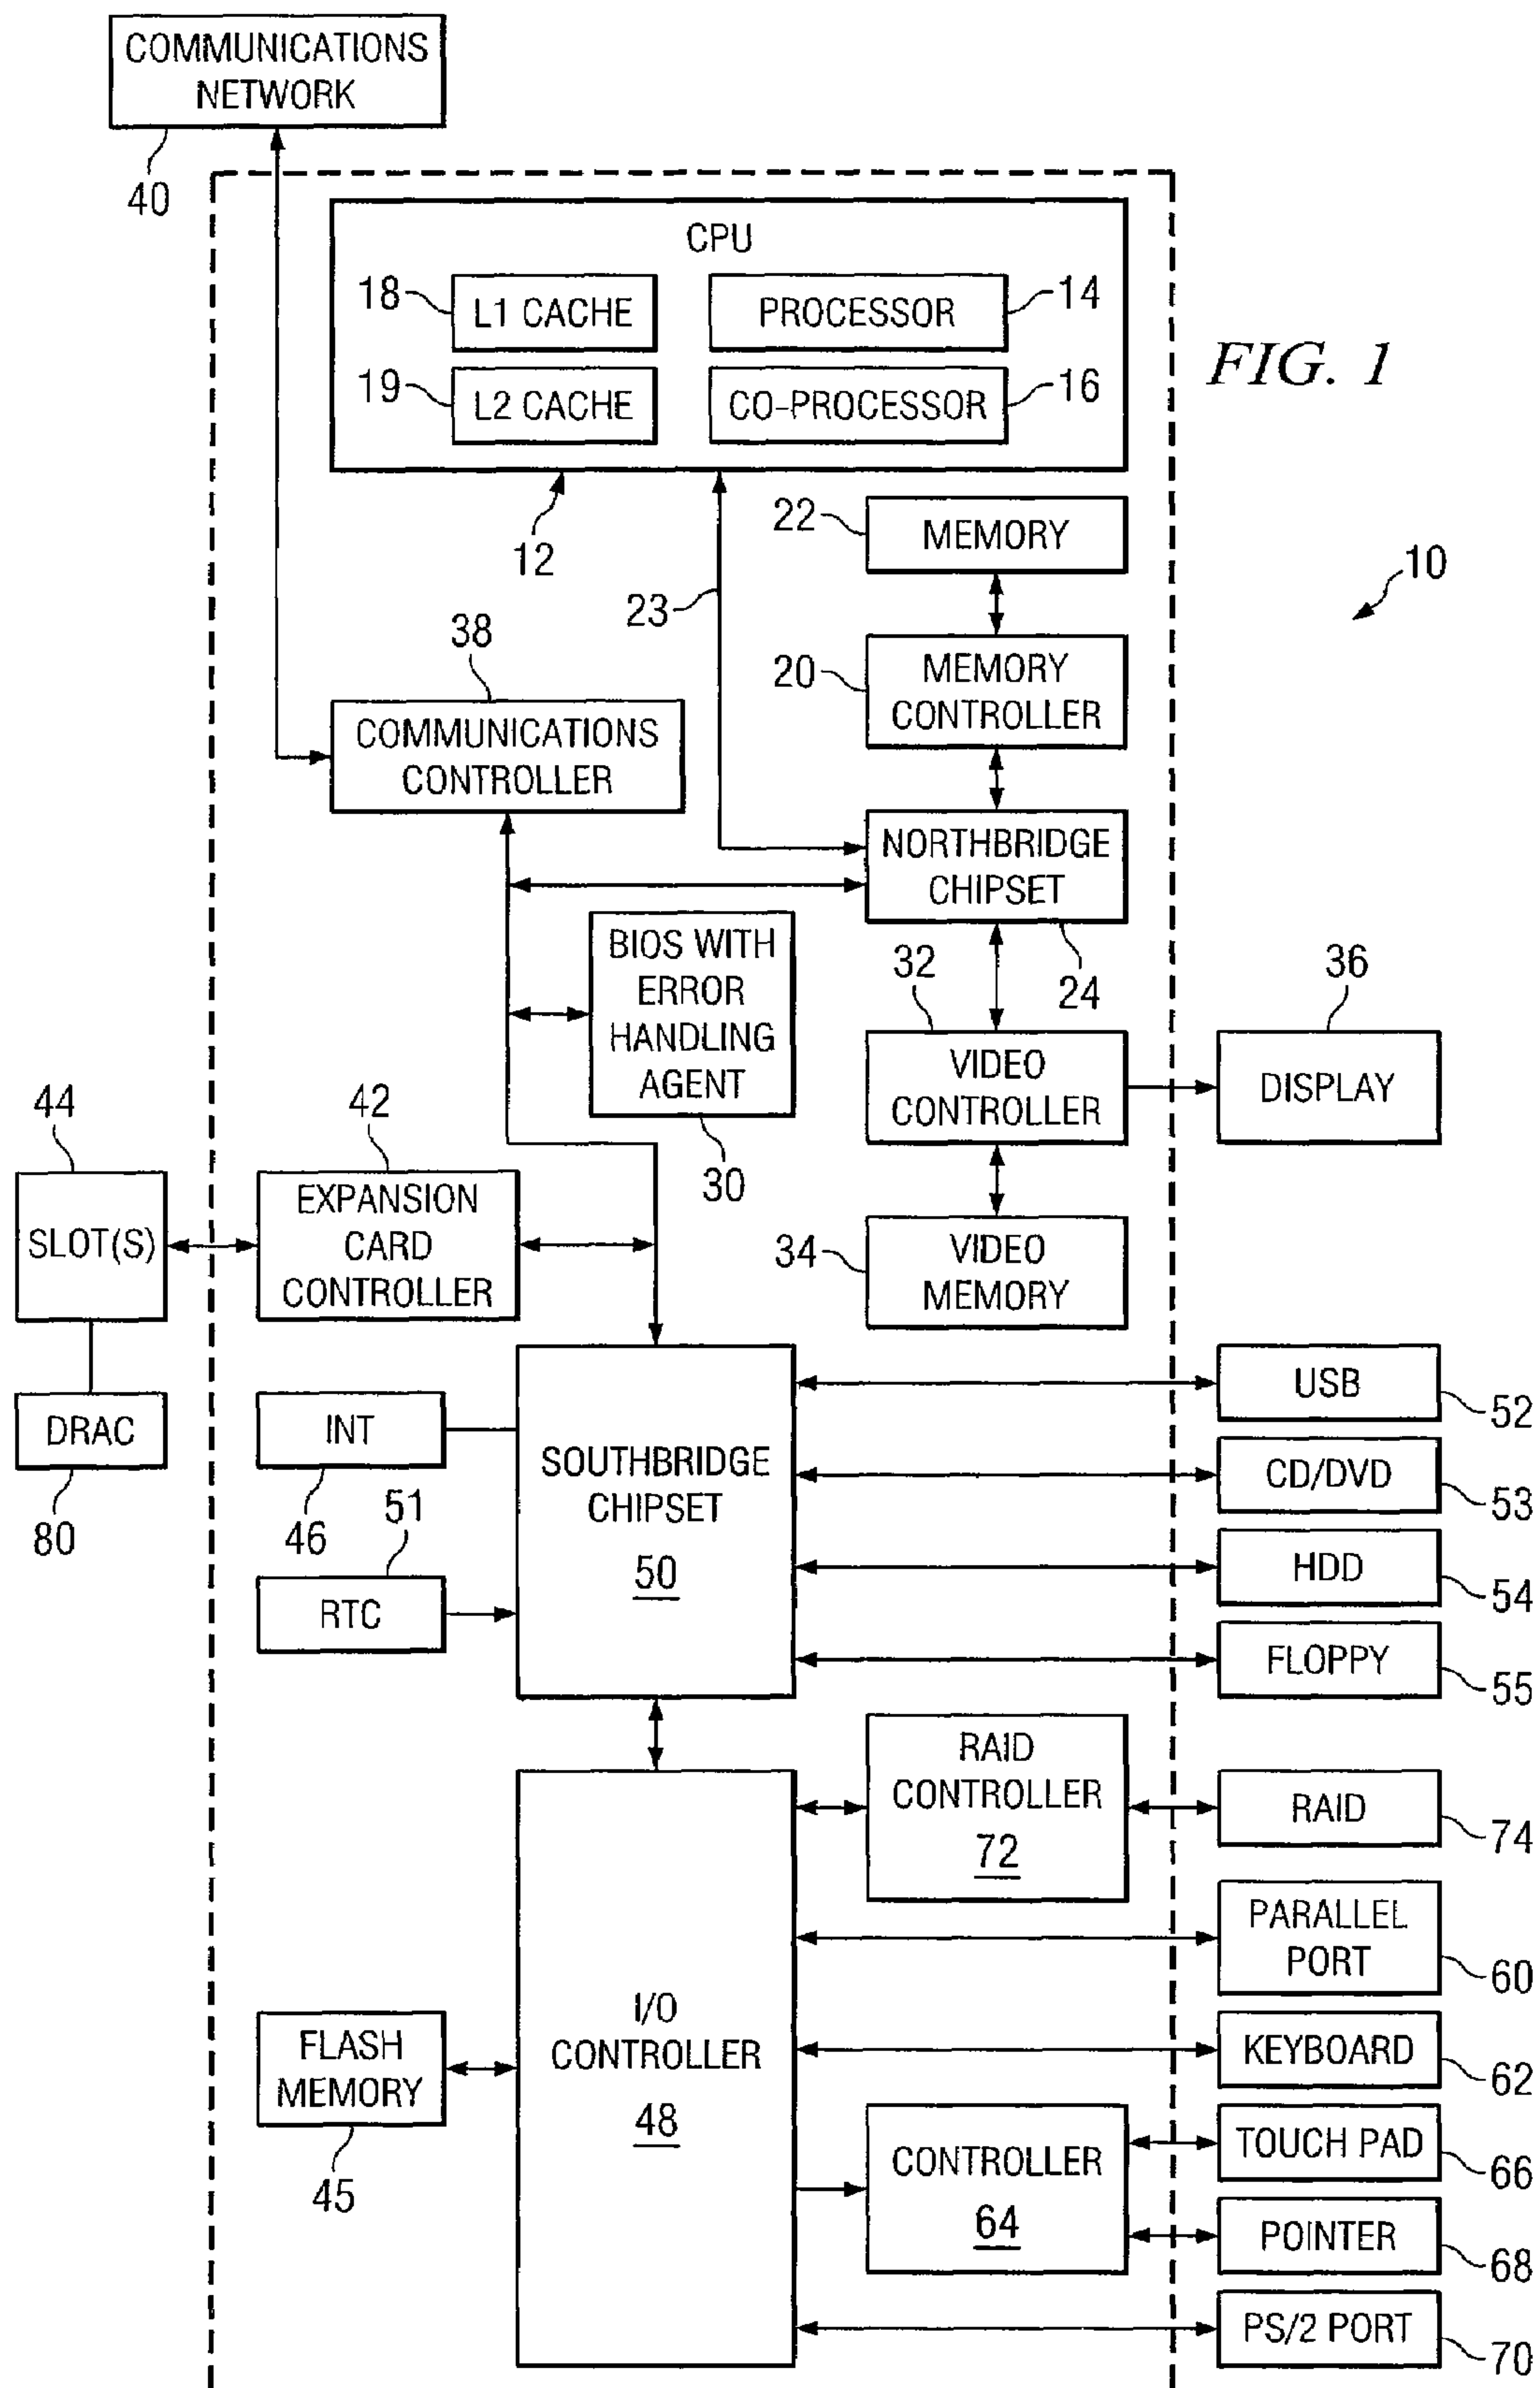 COMMUNICATIONS
NETWORK
40
CPU
18
L1 CACHE
PROCESSOR
14
19
L2 CACHE
CO-PROCESSOR
16
FIG. 1
12
22
MEMORY
10
23
38
20
MEMORY
CONTROLLER
COMMUNICATIONS
CONTROLLER
NORTHBRIDGE
CHIPSET
24
BIOS WITH
ERROR
HANDLING
AGENT
30
32
VIDEO
CONTROLLER
36
DISPLAY
44
SLOT(S)
42
EXPANSION
CARD
CONTROLLER
34
VIDEO
MEMORY
DRAC
80
INT
46
51
RTC
SOUTHBRIDGE
CHIPSET
50
USB
52
CD/DVD
53
HDD
54
FLOPPY
55
RAID
CONTROLLER
72
RAID
74
PARALLEL
PORT
60
I/O
CONTROLLER
48
FLASH
MEMORY
45
KEYBOARD
62
CONTROLLER
64
TOUCH PAD
66
POINTER
68
PS/2 PORT
70